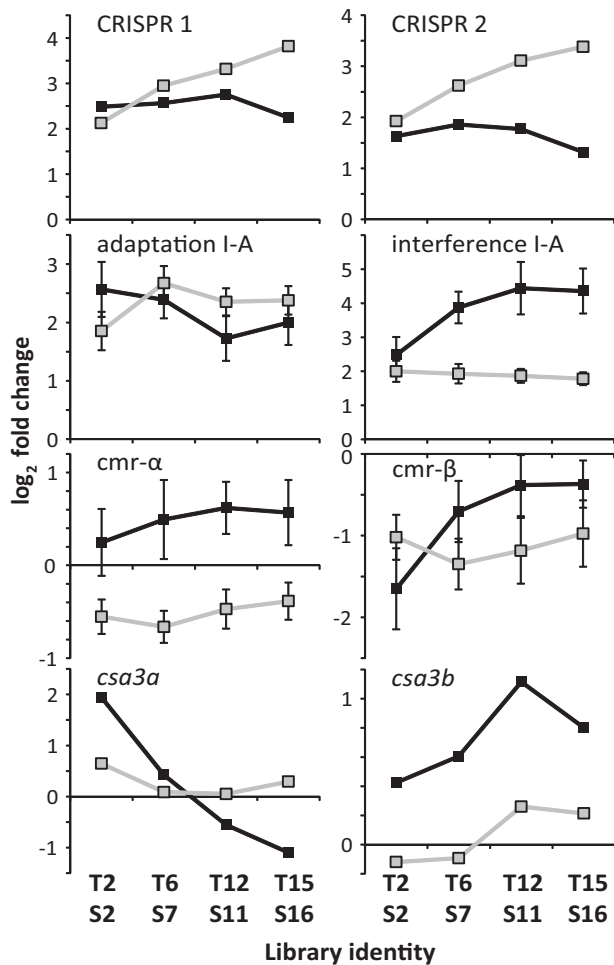 CRISPR 1
4
3
2
1
0
CRISPR 2
4
3
2
1
0
adaptation I-A
3
2
1
0
interference I-A
5
4
3
2
1
0
cmr-α
1
0
-1
cmr-β
0
-1
-2
csa3a
2
1
0
-1
csa3b
1
0
log2 fold change
T2 T6 T12 T15
S2 S7 S11 S16
T2 T6 T12 T15
S2 S7 S11 S16
Library identity